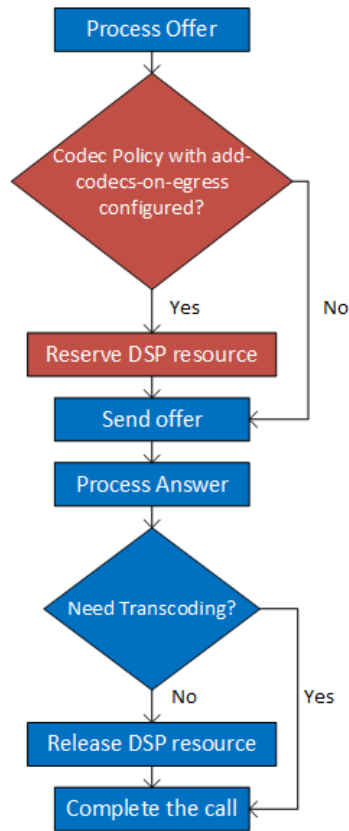 Process Offer
Codec Policy with add-
codecs-on-egress
configured?
Yes
No
Reserve DSP resource
Send offer
Process Answer
Need Transcoding?
No
Yes
Release DSP resource
Complete the call